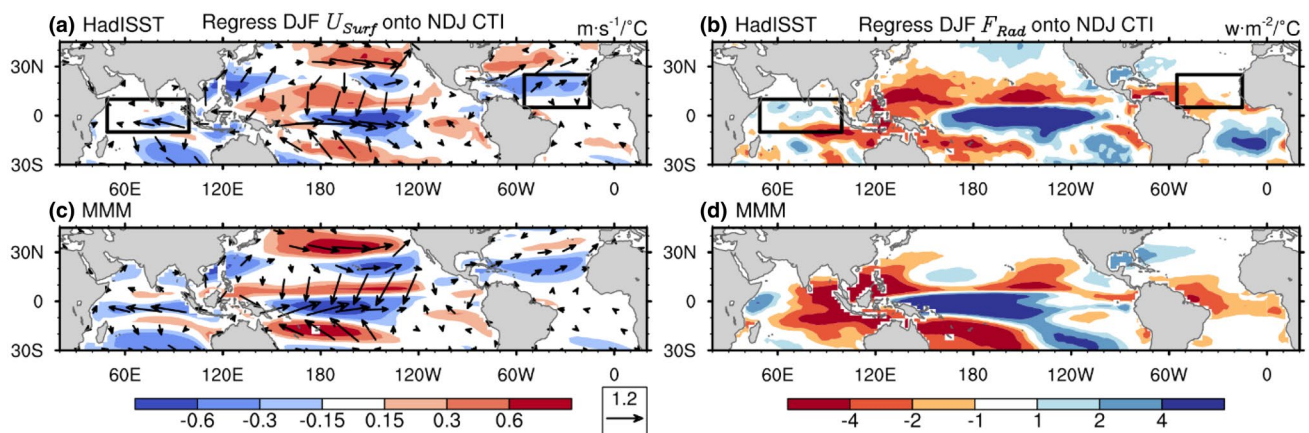 (a) HadISST Regress DJF U_Surf onto NDJ CTI m·s⁻¹/°C
30N
0
30S
60E 120E 180 120W 60W 0
(b) HadISST Regress DJF F_Rad onto NDJ CTI w·m⁻²/°C
30N
0
30S
60E 120E 180 120W 60W 0
(c) MMM
30N
0
30S
60E 120E 180 120W 60W 0
-0.6 -0.3 -0.15 0.15 0.3 0.6
1.2
(d) MMM
30N
0
30S
60E 120E 180 120W 60W 0
-4 -2 -1 1 2 4